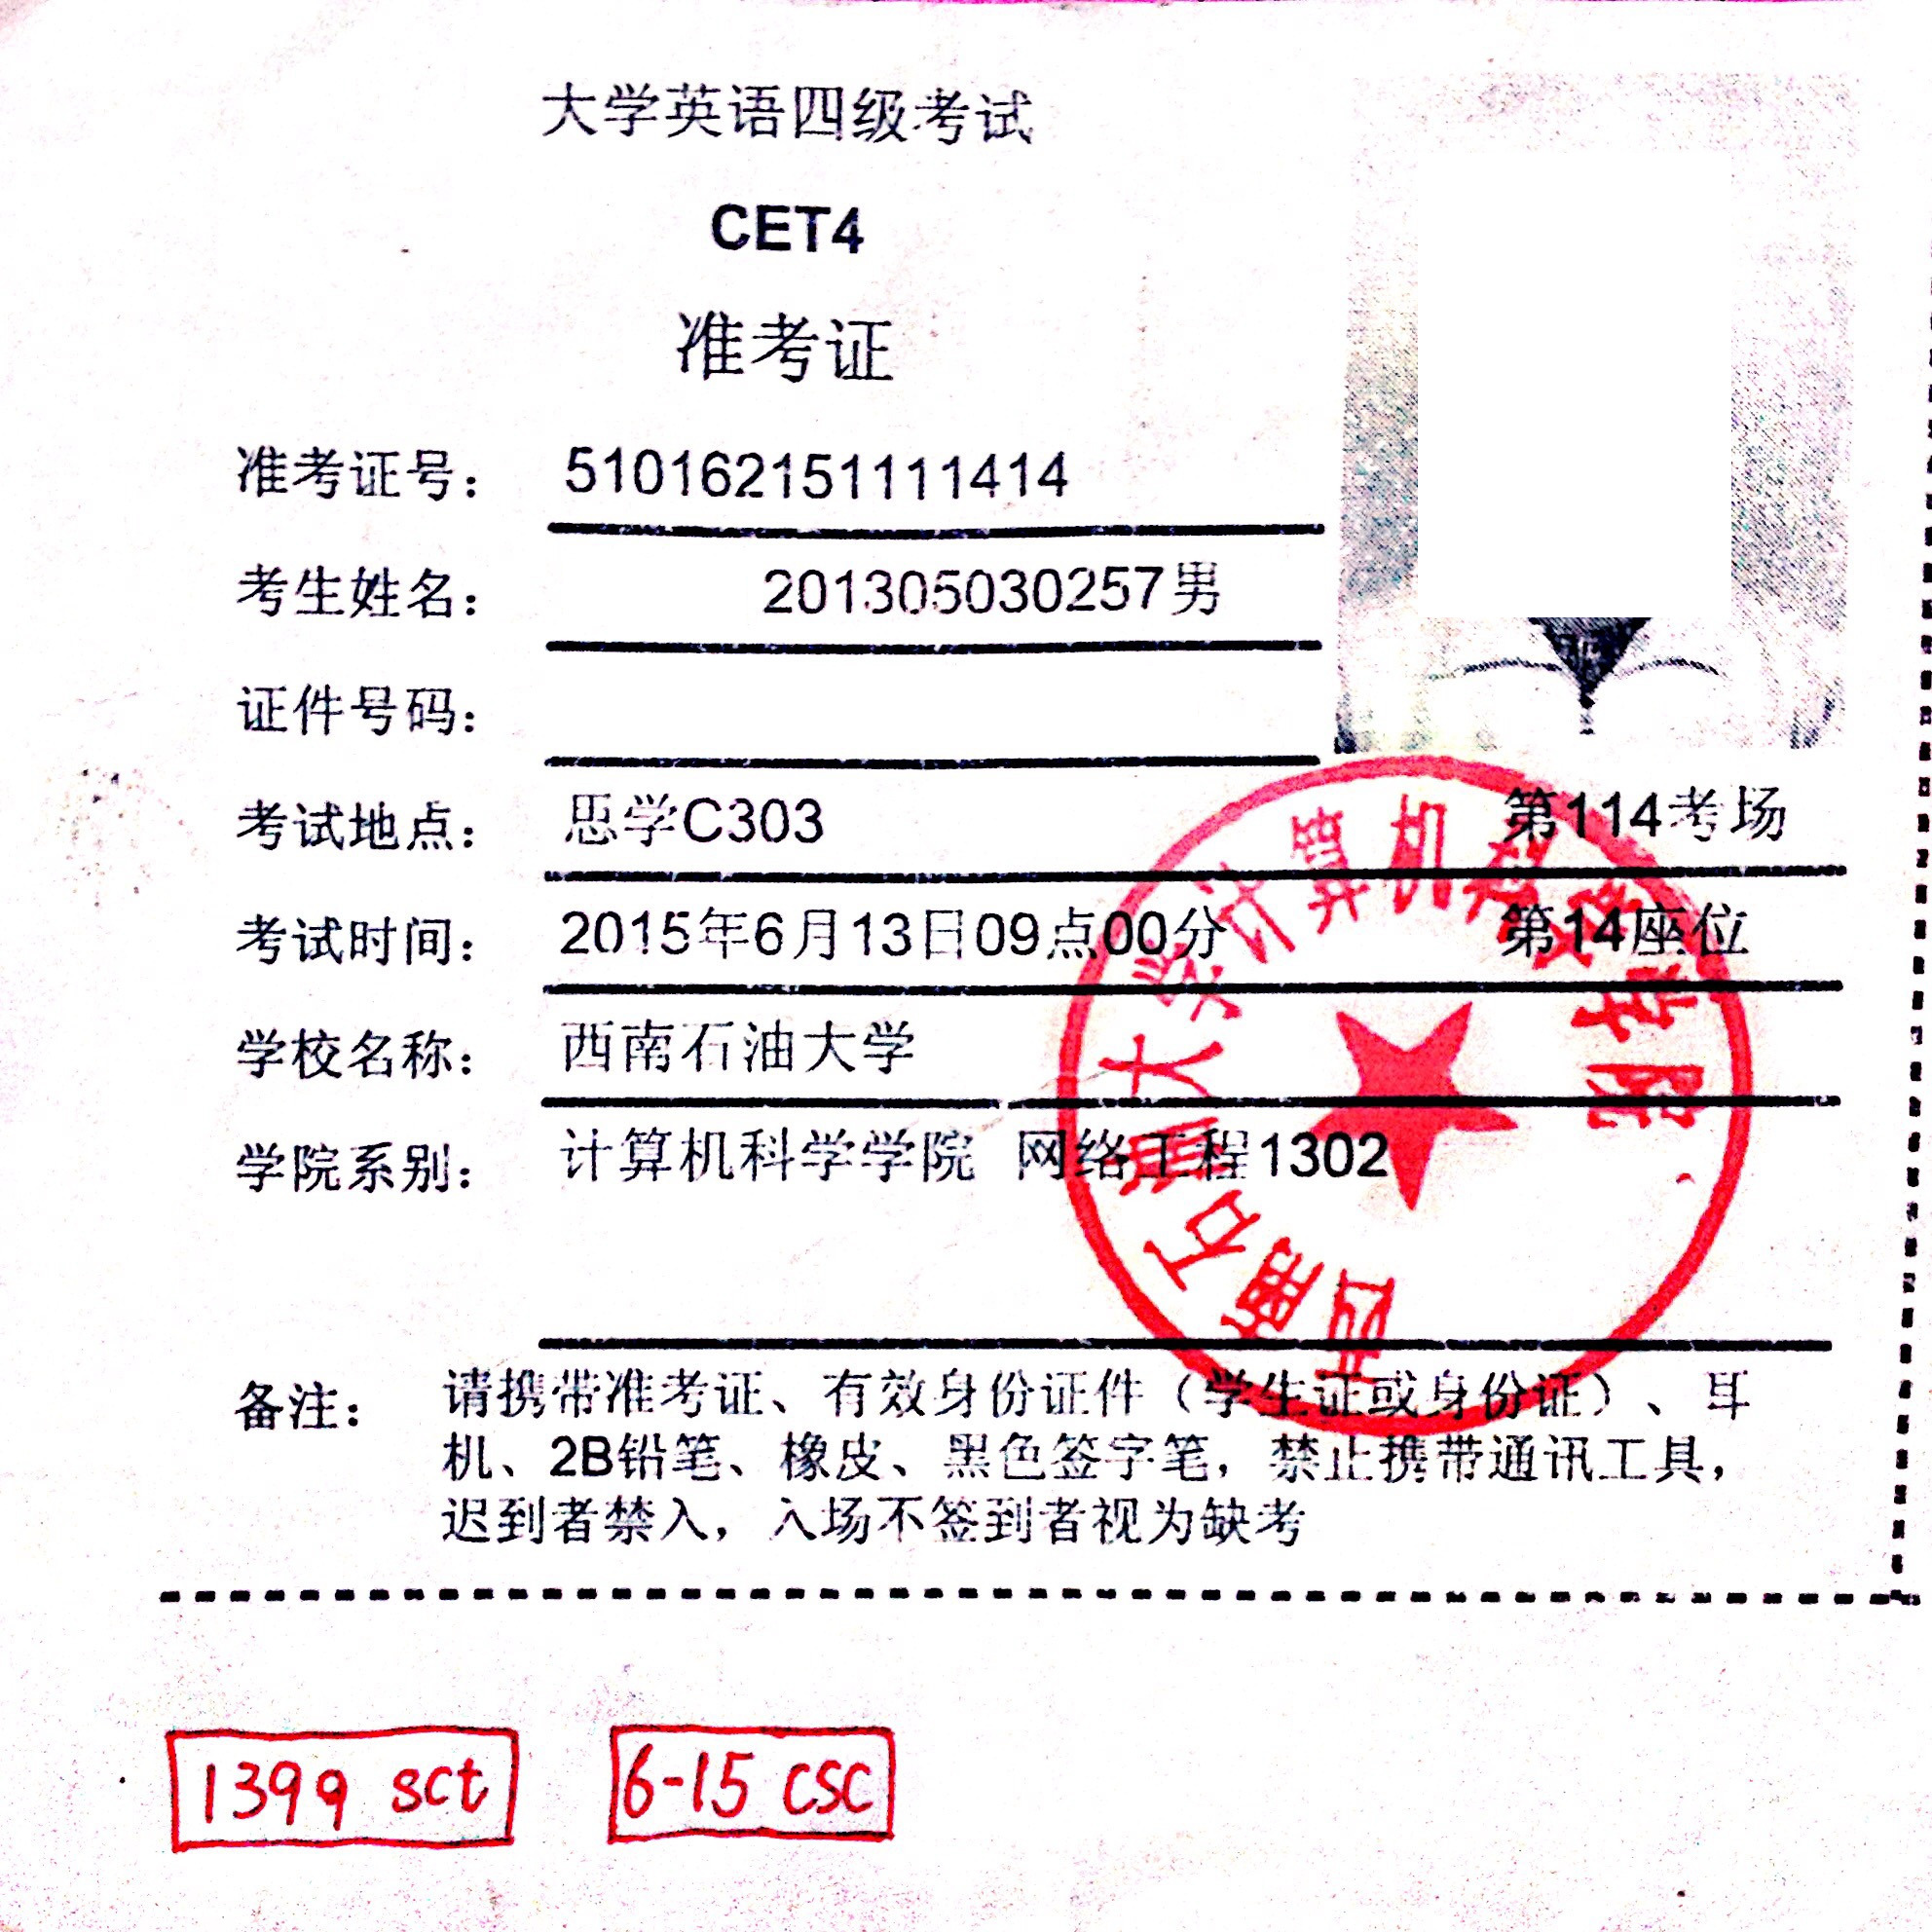 大学英语四级考试
CET4
准考证
准考证号： 510162151111414
考生姓名： 201305030257男
证件号码：
考试地点： 思学C303 第114考场
考试时间： 2015年6月13日09点00分 第14座位
学校名称： 西南石油大学
学院系别： 计算机科学学院 网络工程1302
西南石油大学计算机科学学院
备注： 请携带准考证、有效身份证件（学生证或身份证）、耳
机、2B铅笔、橡皮、黑色签字笔，禁止携带通讯工具，
迟到者禁入，入场不签到者视为缺考
1399 sct 6-15 csc